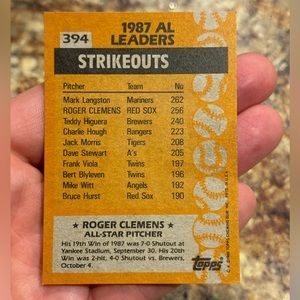 394
1987 AL
LEADERS
STRIKEOUTS
Pitcher Team No
Mark Langston Mariners 262
ROGER CLEMENS RED SOX 256
Teddy Higuera Brewers 240
Charlie Hough Rangers 223
Jack Morris Tigers 208
Dave Stewart A's 205
Frank Viola Twins 197
Bert Blyleven Twins 196
Mike Witt Angels 192
Bruce Hurst Red Sox 190
ROGER CLEMENS
ALL-STAR PITCHER
His 19th Win of 1987 was 7-0 Shutout at
Yankee Stadium, September 30. His 20th
Win was 2-hit, 4-0 Shutout vs. Brewers,
October 4.
Topps